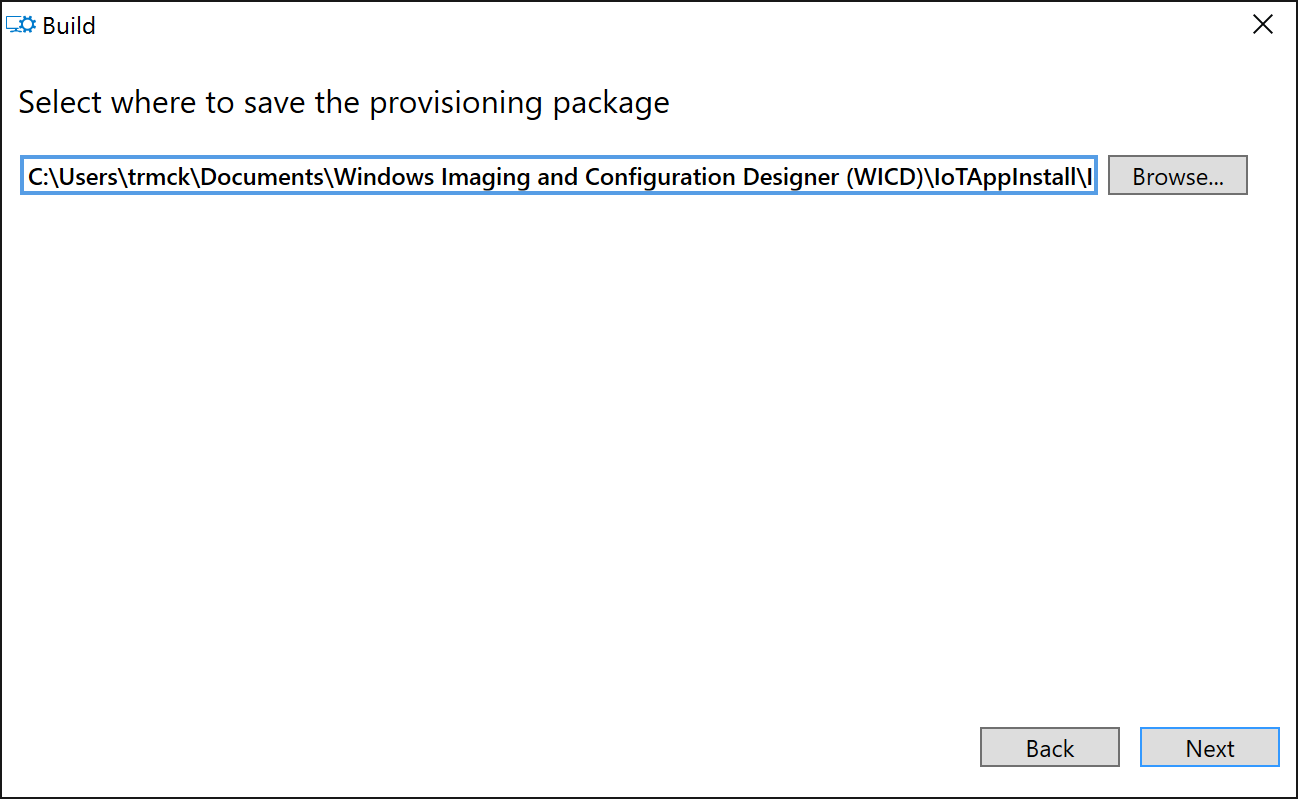 Build
Select where to save the provisioning package
C:\Users\trmck\Documents\Windows Imaging and Configuration Designer (WICD)\IoTAppInstall\I
Browse...
Back
Next